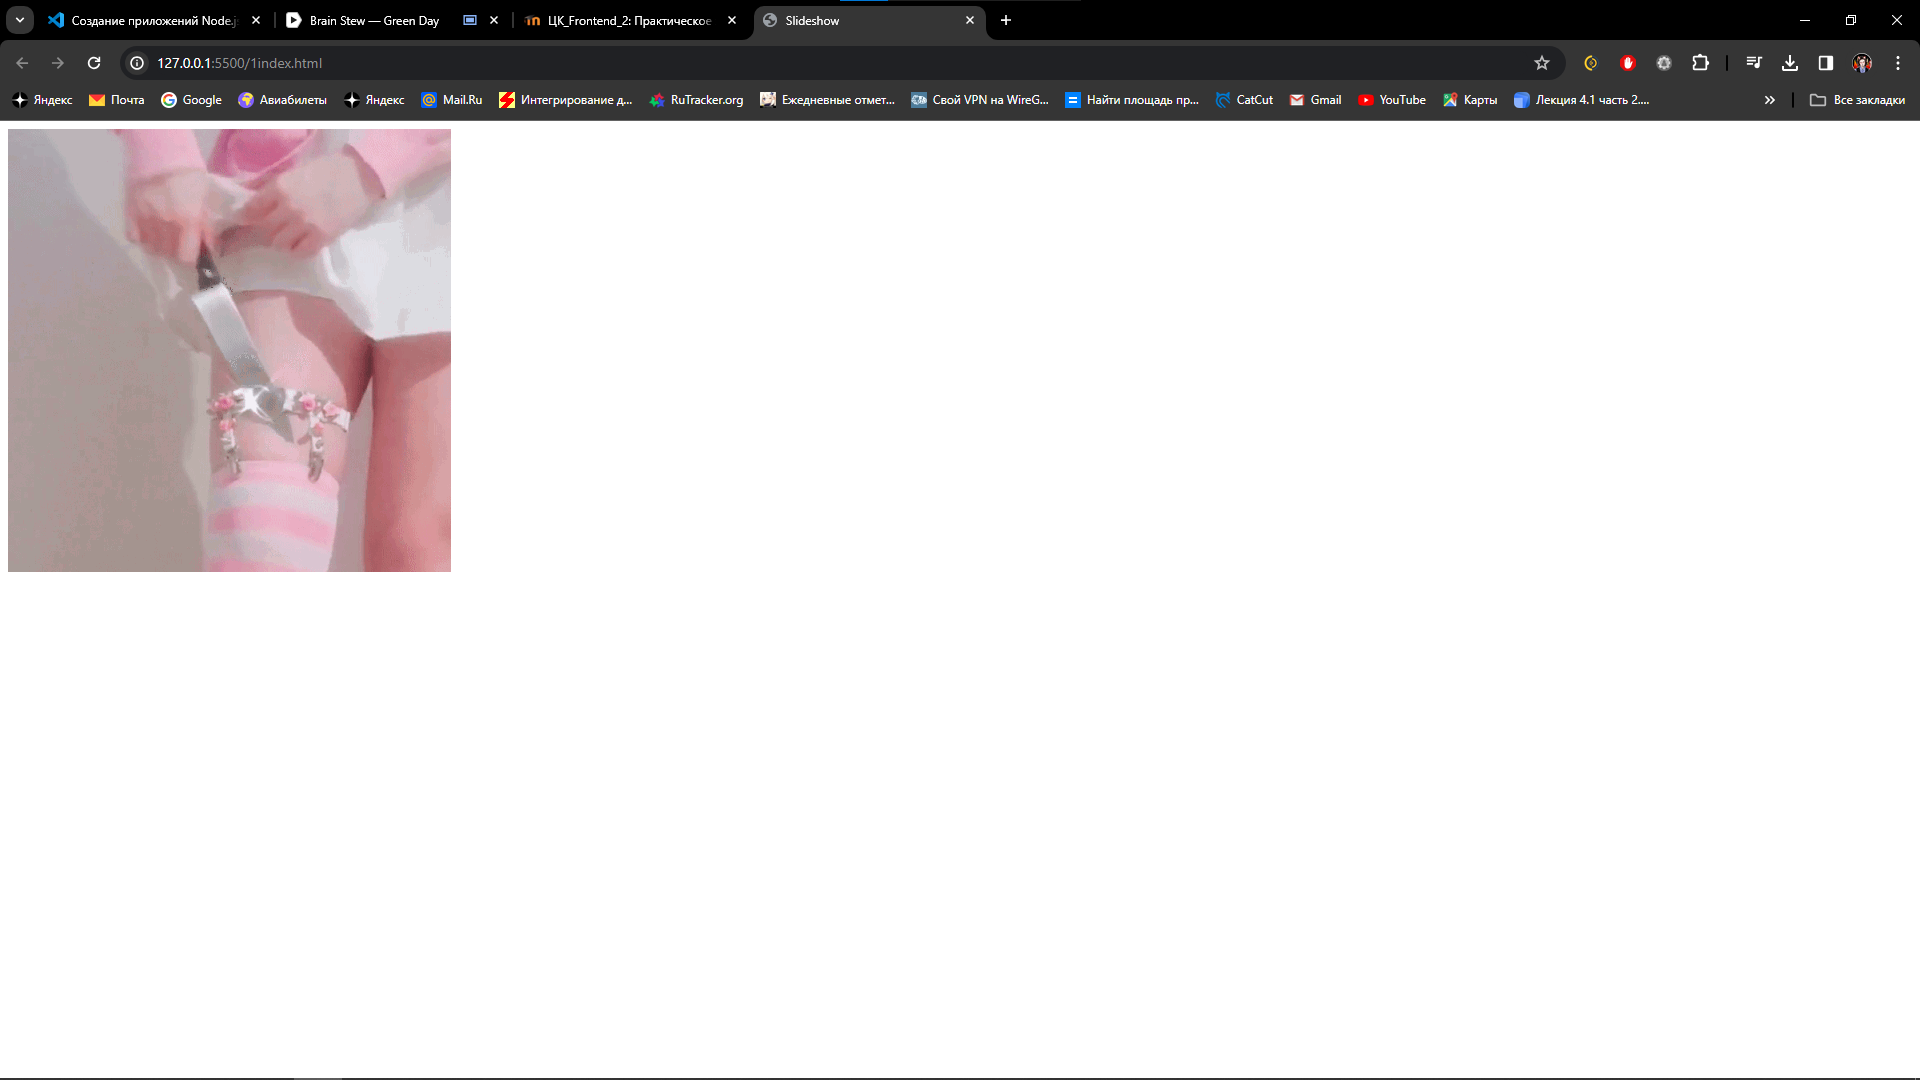 Создание приложений Node.js
Brain Stew — Green Day
ЦК_Frontend_2: Практическое
Slideshow
127.0.0.1:5500/1index.html
Яндекс
Почта
Google
Авиабилеты
Яндекс
Mail.Ru
Интегрирование д...
RuTracker.org
Ежедневные отмет...
Свой VPN на WireG...
Найти площадь пр...
CatCut
Gmail
YouTube
Карты
Лекция 4.1 часть 2....
Все закладки